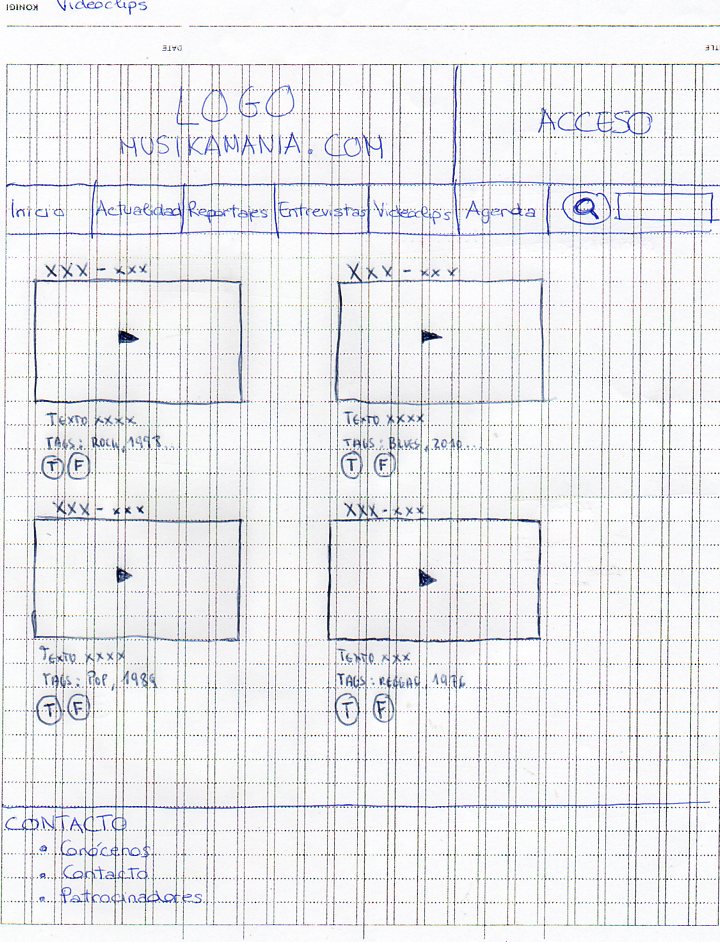 KONIGI Videoclips
DATE
LOGO
MUSIKAMANIA.COM
ACCESO
Inicio Actualidad Reportajes Entrevistas Videoclips Agenda
XXX - xxx XXX - xxx
TEXTO xxxx TEXTO xxxx
TAGS: ROCK, 1993... TAGS: BLUES, 2010...
T F T F
XXX - xxx XXX - xxx
TEXTO xxxx TEXTO xxx
TAGS: POP, 1989 TAGS: REGGAE, 1976
T F T F
CONTACTO
• Conócenos
• Contacto
• Patrocinadores